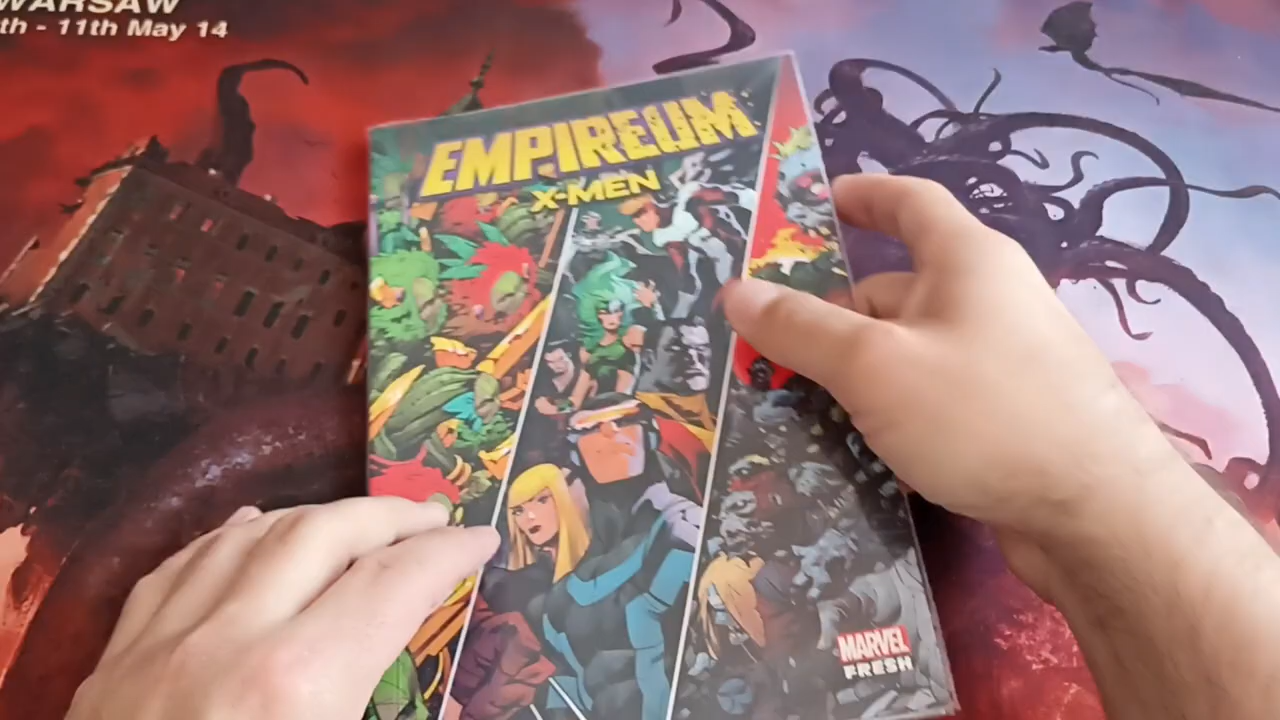 WARSAW
th - 11th May 14
EMPIREUM
X-MEN
MARVEL
FRESH